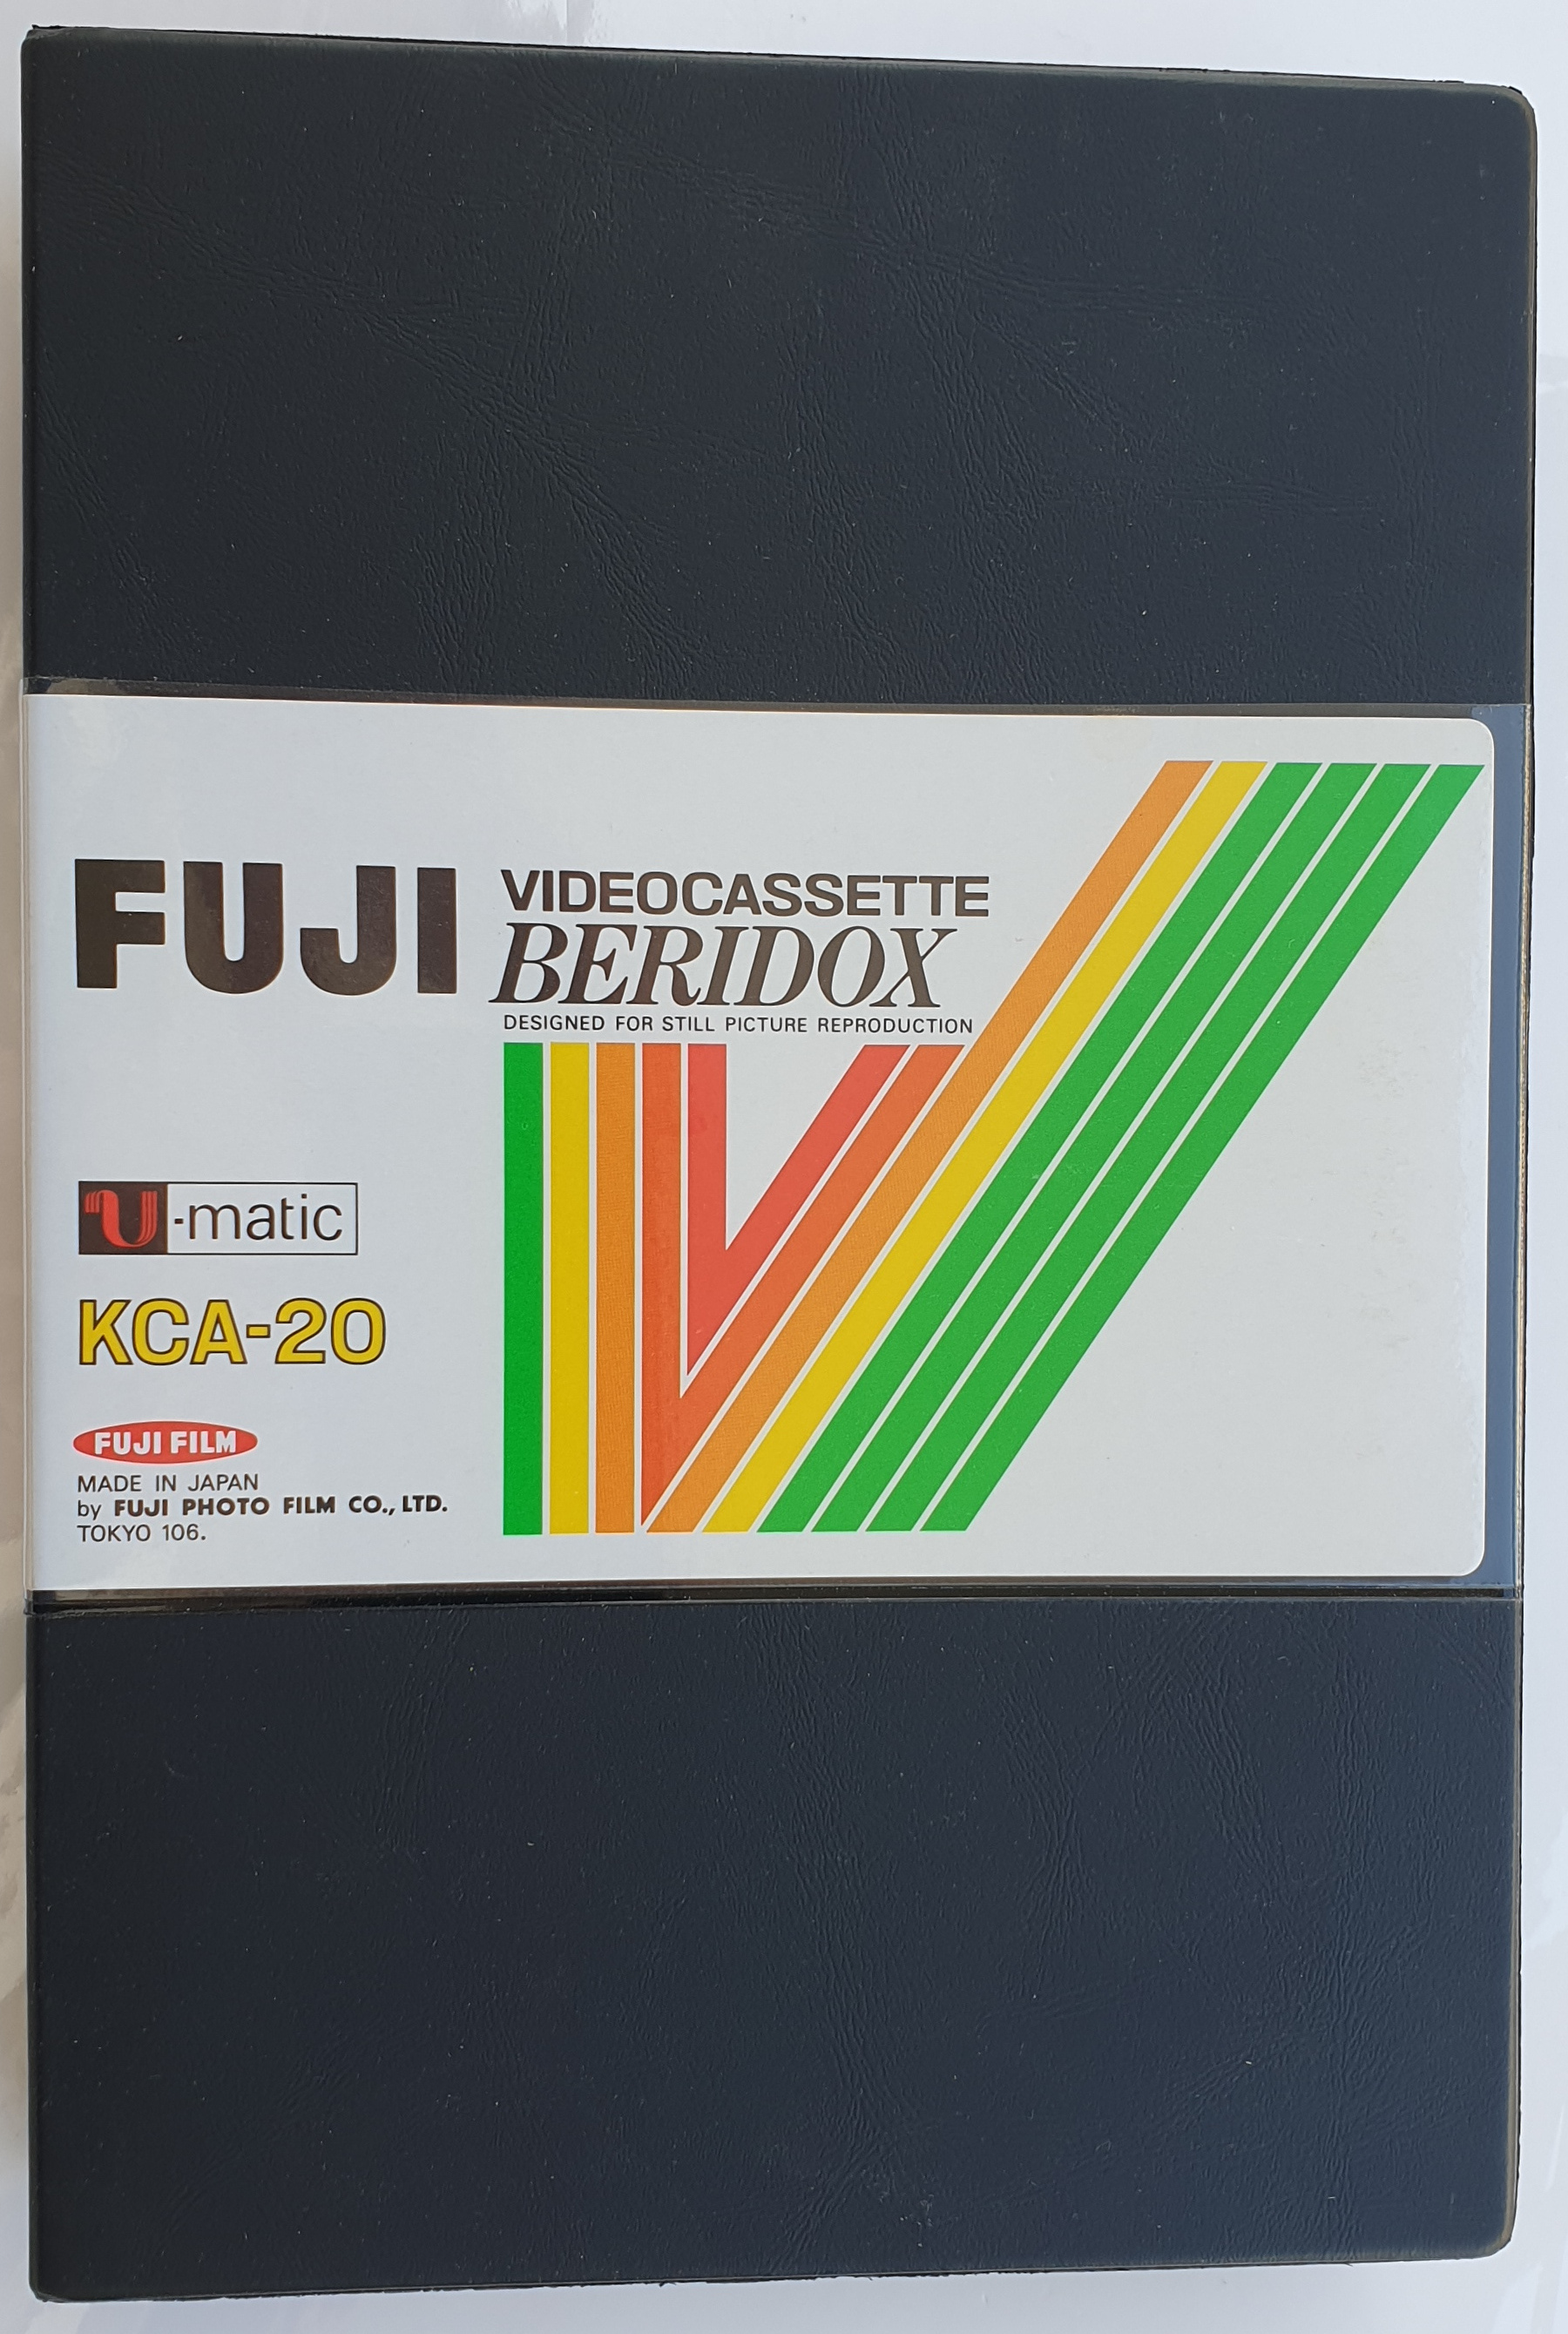 FUJI
VIDEOCASSETTE
BERIDOX
DESIGNED FOR STILL PICTURE REPRODUCTION
U-matic
KCA-20
FUJI FILM
MADE IN JAPAN
by FUJI PHOTO FILM CO., LTD.
TOKYO 106.